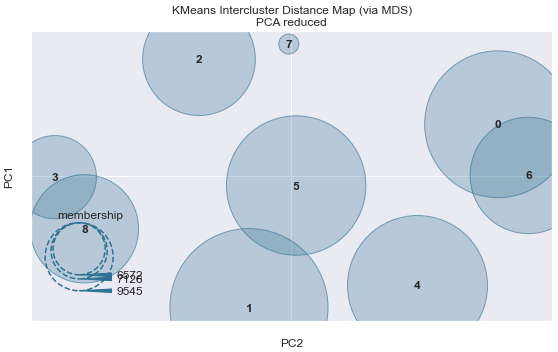 KMeans Intercluster Distance Map (via MDS)
PCA reduced
7
2
0
PC1
3
6
5
membership
8
6572
7126
4
9545
1
PC2